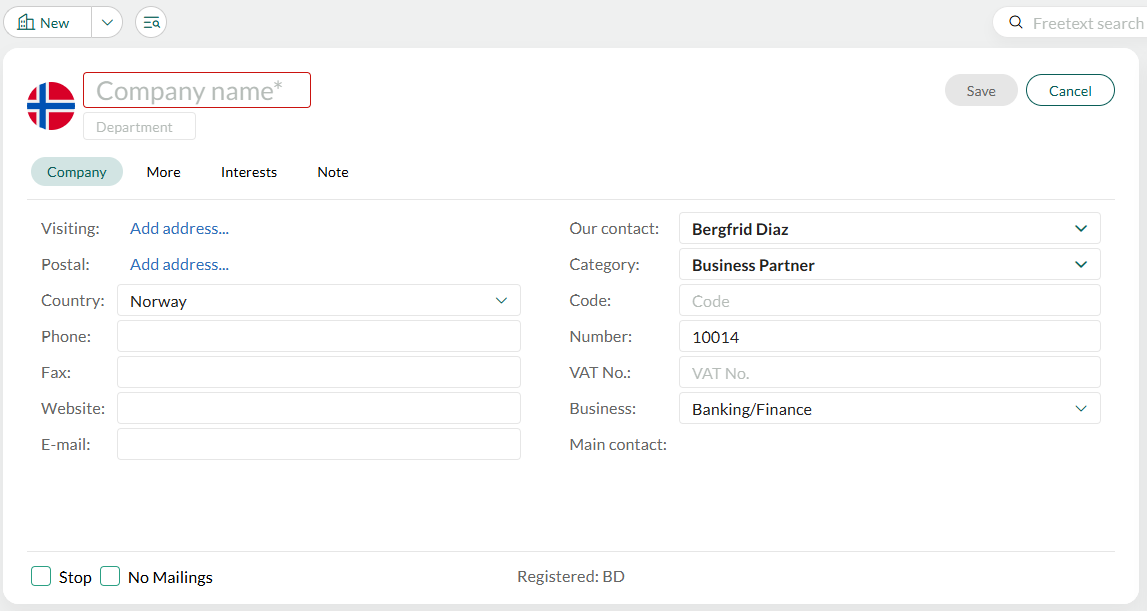 New
Freetext search
Company name*
Department
Save
Cancel
Company
More
Interests
Note
Visiting: Add address...
Postal: Add address...
Country: Norway
Phone:
Fax:
Website:
E-mail:
Our contact: Bergfrid Diaz
Category: Business Partner
Code: Code
Number: 10014
VAT No.: VAT No.
Business: Banking/Finance
Main contact:
Stop
No Mailings
Registered: BD